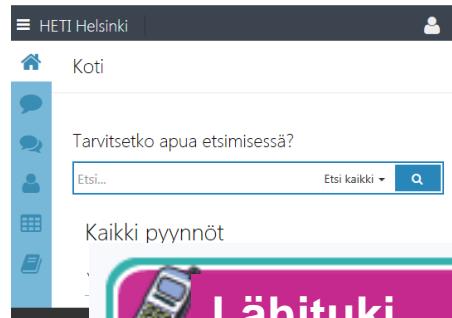 HETI Helsinki
Koti
Tarvitsetko apua etsimisessä?
Etsi...
Etsi kaikki
Kaikki pyynnöt
Lähituki